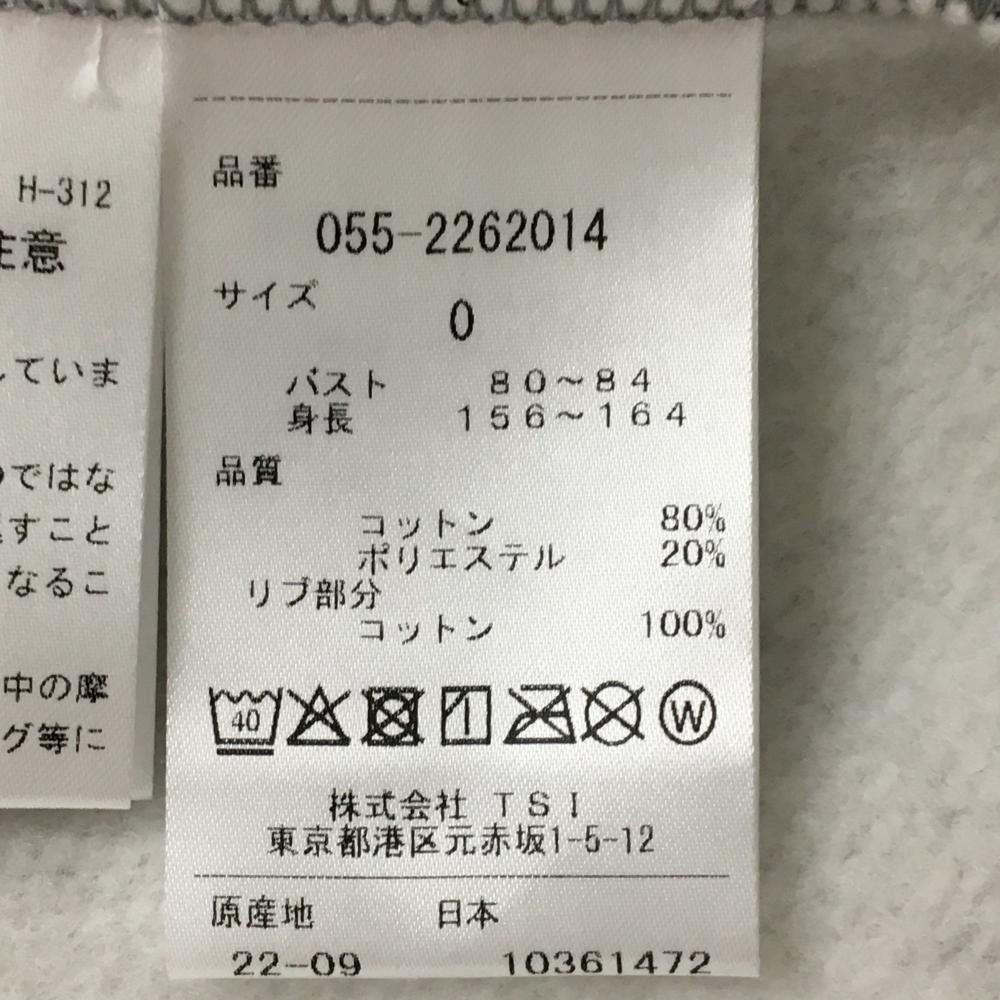 H-312
注意
していま
のではな
すこと
なるこ
中の摩
グ等に
品番
055-2262014
サイズ
0
バスト 80~84
身長 156~164
品質
コットン 80%
ポリエステル 20%
リブ部分
コットン 100%
40
W
株式会社 TSI
東京都港区元赤坂1-5-12
原産地 日本
22-09 10361472